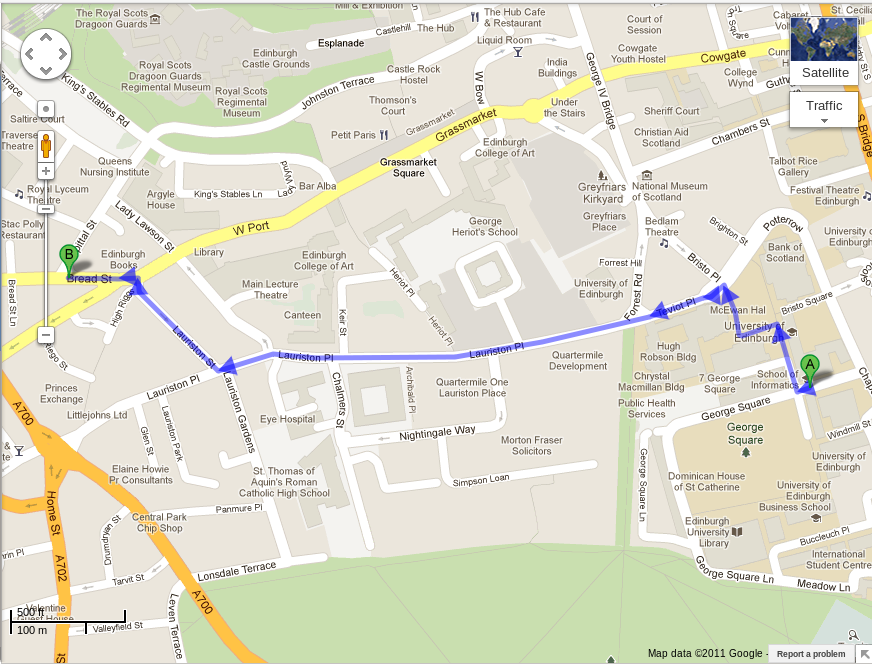 The Royal Scots
Dragoon Guards
Mill & Exhibition
Castlehill
The Hub
The Hub Cafe
& Restaurant
Liquid Room
Esplanade
Court of
Session
Cowgate
Youth Hostel
Cowgate
Satellite
Traffic
Royal Scots
Dragoon Guards
Regimental Museum
Edinburgh
Castle Grounds
Royal Scots
Regimental
Museum
Castle Rock
Hostel
Johnston Terrace
Thomson's
Court
W Bow
India
Buildings
George IV Bridge
Under
the Stairs
College
Wynd
Guthrie St
Sheriff Court
Christian Aid
Scotland
Chambers St
S Bridge
King's Stables Rd
Saltire Court
Traverse
Theatre
Petit Paris
Grassmarket
Grassmarket
Grassmarket
Square
Edinburgh
College of Art
Queens
Nursing Institute
Argyle
House
King's Stables Ln
Bar Alba
Royal Lyceum
Theatre
Stac Polly
Restaurant
Lady Lawson St
W Port
Library
Edinburgh
College of Art
Main Lecture
Theatre
Canteen
Keir St
Heriot Pl
Heriot Pl
George
Heriot's School
Greyfriars
Kirkyard
National Museum of
Scotland
Greyfriars
Place
Bedlam
Theatre
Forrest Hill
Forrest Rd
University of
Edinburgh
Talbot Rice
Gallery
Festival Theatre
Edinburgh
Brighton St
Potterrow
Bristo Pl
Bank of
Scotland
Bristo Square
B
Edinburgh
Books
Bread St
Bread St Ln
High Riggs
Lauriston St
Lauriston Pl
Lauriston Pl
Lauriston Pl
Teviot Pl
McEwan Hal
University of
Edinburgh
A
School of
Informatics
Hugh
Robson Bldg
Chrystal
Macmillan Bldg
7 George
Square
Public Health
Services
George Square
George
Square
Windmill St
Quartermile
Development
Quartermile One
Lauriston Place
Archibald Pl
Chalmers St
Lauriston Gardens
Eye Hospital
Princes
Exchange
Littlejohns Ltd
Glen St
Lauriston Park
Nightingale Way
Morton Fraser
Solicitors
Simpson Loan
St. Thomas of
Aquin's Roman
Catholic High School
Elaine Howie
Pr Consultants
Central Park
Chip Shop
Panmure Pl
A700
Home St
A702
Drumdryan St
Tarvit St
Lonsdale Terrace
Leven Terrace
A700
Valleyfield St
Valentine
Guest House
500 ft
100 m
George Square Ln
Dominican House
of St Catherine
Edinburgh
University
Library
University of
Edinburgh
University of
Edinburgh
Business School
Buccleuch Pl
International
Student Centre
George Square Ln
Meadow Ln
Map data ©2011 Google -
Report a problem